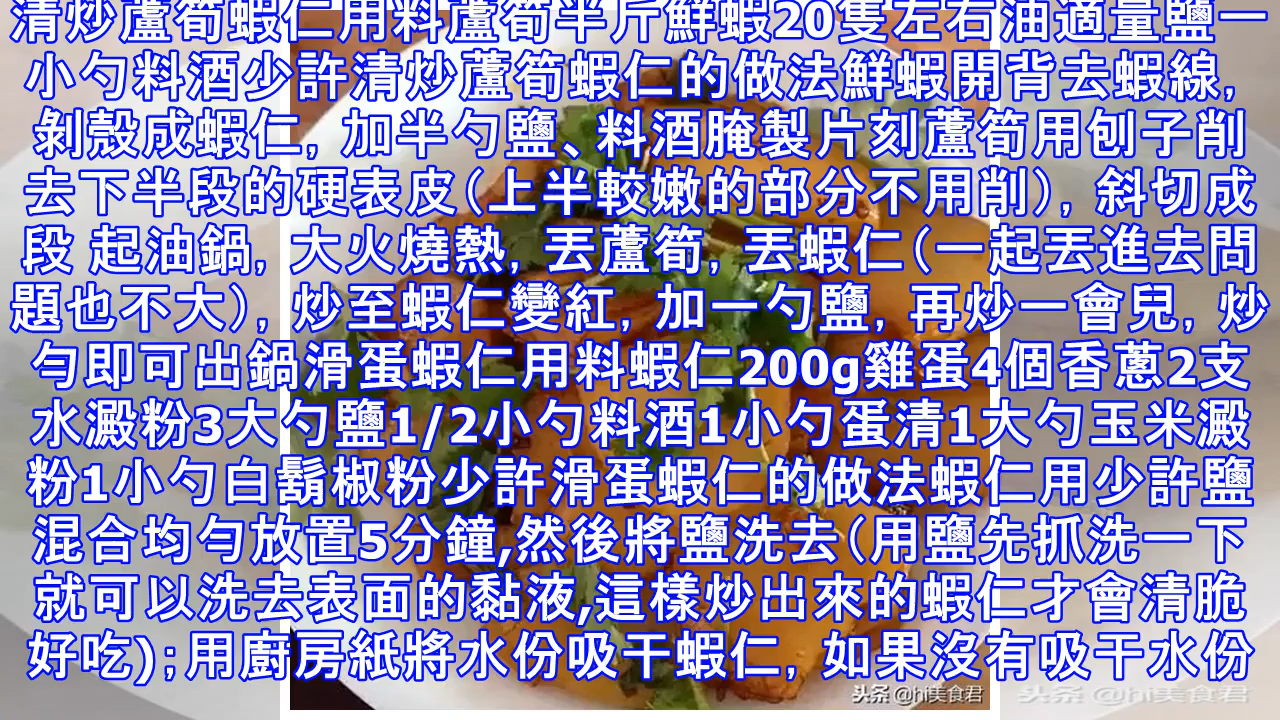 清炒蘆筍蝦仁用料蘆筍半斤鮮蝦20隻左右油適量鹽一
小勺料酒少許清炒蘆筍蝦仁的做法鮮蝦開背去蝦線,
剝殼成蝦仁, 加半勺鹽、料酒腌製片刻蘆筍用刨子削
去下半段的硬表皮(上半較嫩的部分不用削), 斜切成
段 起油鍋, 大火燒熱, 丟蘆筍, 丟蝦仁(一起丟進去問
題也不大), 炒至蝦仁變紅, 加一勺鹽, 再炒一會兒, 炒
勻即可出鍋滑蛋蝦仁用料蝦仁200g雞蛋4個香蔥2支
水澱粉3大勺鹽1/2小勺料酒1小勺蛋清1大勺玉米澱
粉1小勺白鬍椒粉少許滑蛋蝦仁的做法蝦仁用少許鹽
混合均勻放置5分鐘,然後將鹽洗去(用鹽先抓洗一下
就可以洗去表面的黏液,這樣炒出來的蝦仁才會清脆
好吃);用廚房紙將水份吸干蝦仁, 如果沒有吸干水份
头条 @hi美食君
头条 @hi美食君